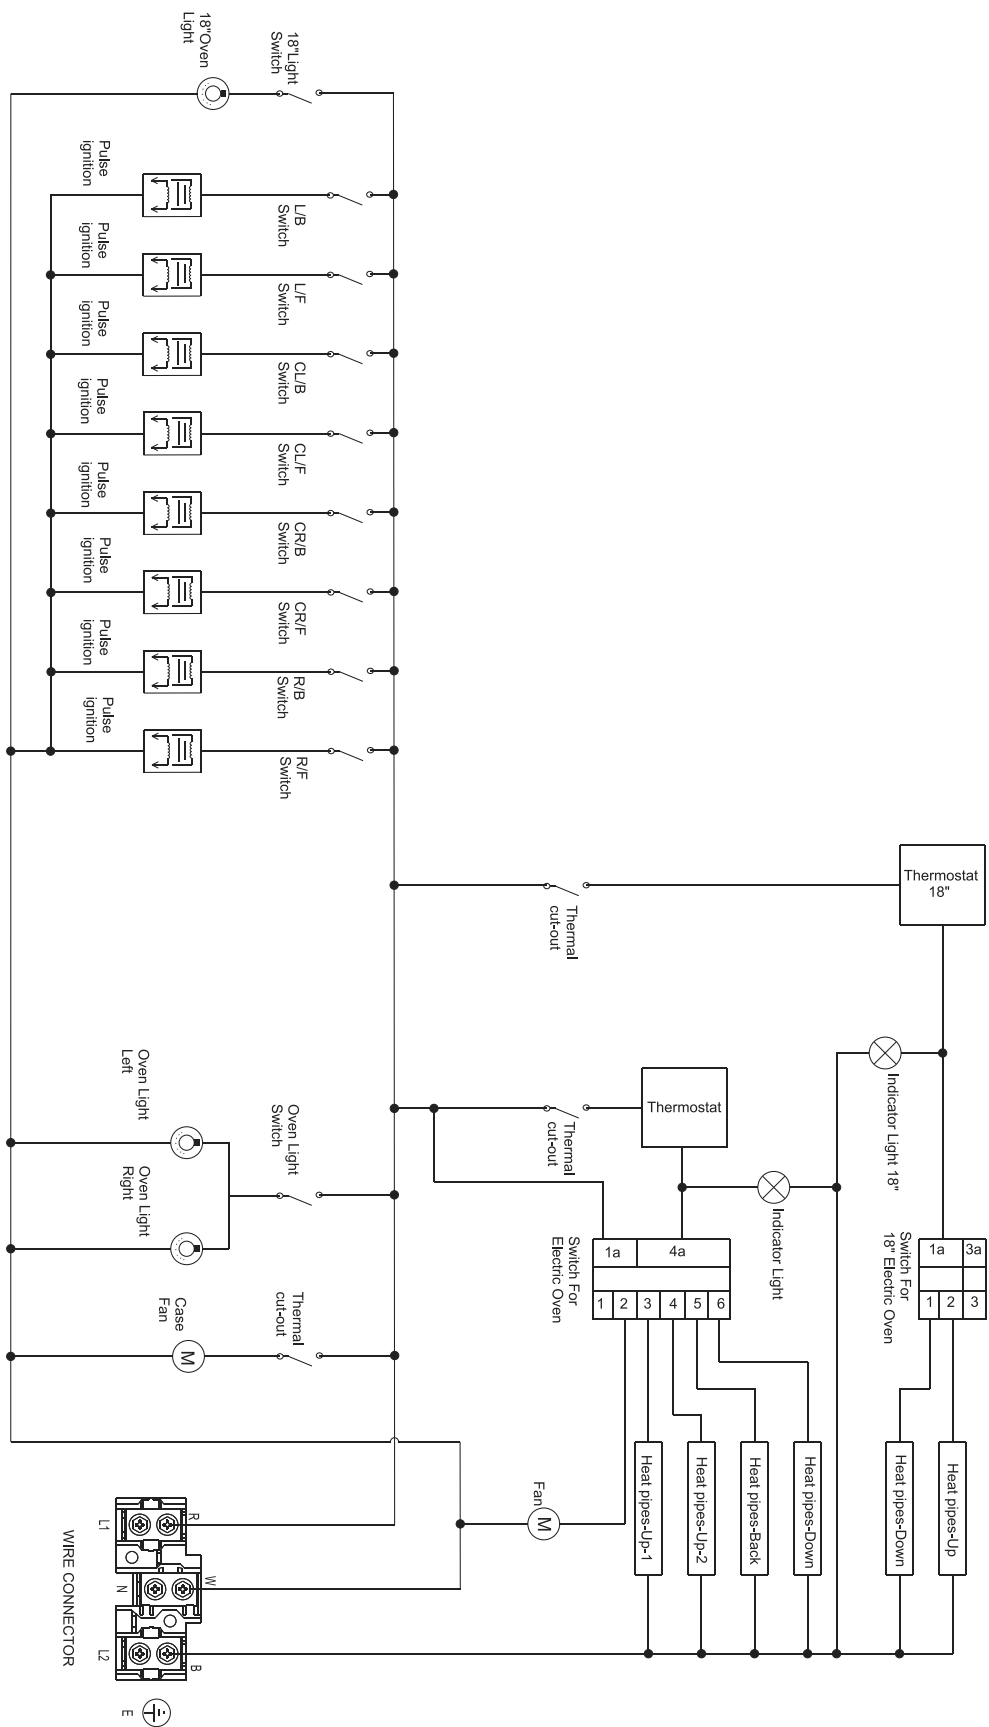 18"Oven
Light
18"Light
Switch
Pulse
ignition
L/B
Switch
Pulse
ignition
L/F
Switch
Pulse
ignition
CL/B
Switch
Pulse
ignition
CL/F
Switch
Pulse
ignition
CR/B
Switch
Pulse
ignition
CR/F
Switch
Pulse
ignition
R/B
Switch
Pulse
ignition
R/F
Switch
Thermostat
18"
Thermal
cut-out
Indicator Light 18"
Thermostat
Thermal
cut-out
Indicator Light
Oven Light
Left
Oven Light
Switch
Oven Light
Right
1a 4a
1 2 3 4 5 6
Switch For
Electric Oven
1a 3a
1 2 3
Switch For
18" Electric Oven
Case
Fan
M
Thermal
cut-out
Fan
M
Heat pipes-Up-1
Heat pipes-Up-2
Heat pipes-Back
Heat pipes-Down
Heat pipes-Down
Heat pipes-Up
R
L1
W
N
B
L2
WIRE CONNECTOR
E